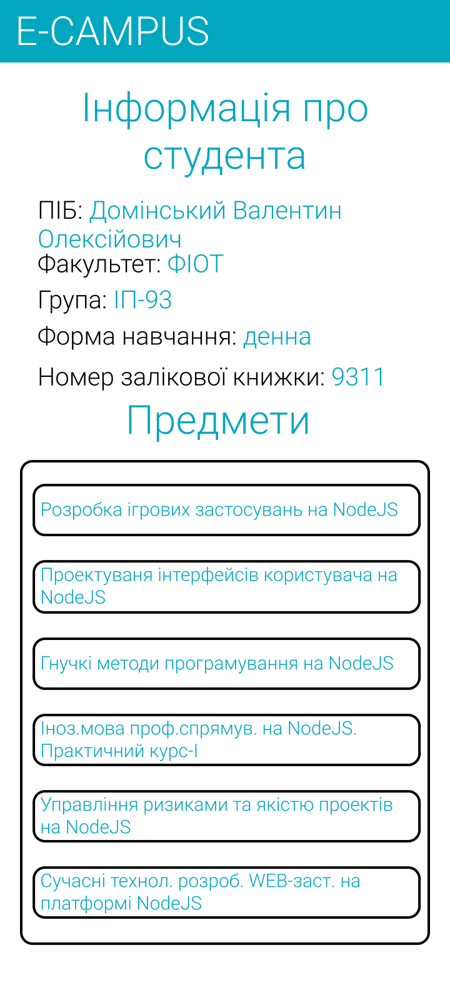 E-CAMPUS
Інформація про
студента
ПІБ: Домінський Валентин
Олексійович
Факультет: ФІОТ
Група: ІП-93
Форма навчання: денна
Номер залікової книжки: 9311
Предмети
Розробка ігрових застосувань на NodeJS
Проектуваня інтерфейсів користувача на
NodeJS
Гнучкі методи програмування на NodeJS
Іноз.мова проф.спрямув. на NodeJS.
Практичний курс-І
Управління ризиками та якістю проектів
на NodeJS
Сучасні технол. розроб. WEB-заст. на
платформі NodeJS